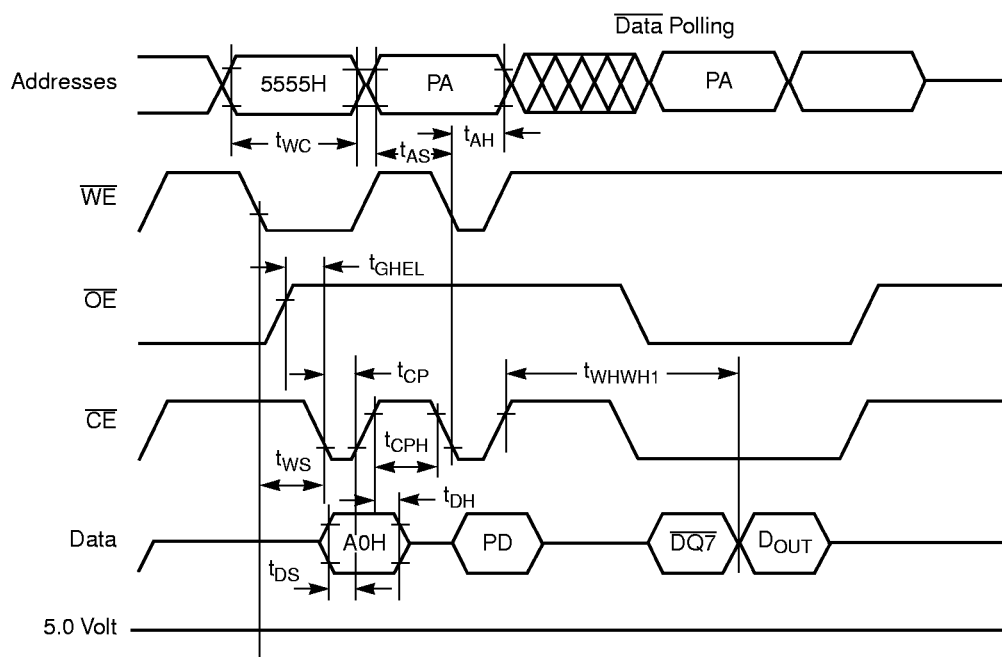 Data Polling
Addresses
5555H
PA
PA
tWC
tAS
tAH
WE
tGHEL
OE
tCP
tWHWH1
CE
tWS
tCPH
tDH
Data
A0H
PD
DQ7
DOUT
tDS
5.0 Volt